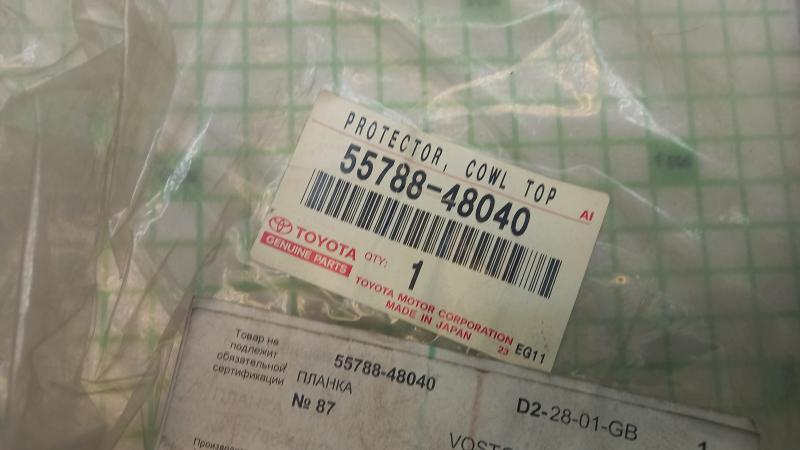 PROTECTOR, COWL TOP
55788-48040
AI
TOYOTA
GENUINE PARTS
QTY:
1
TOYOTA MOTOR CORPORATION
MADE IN JAPAN
23 EG11
Товар не
подлежит
обязательной
сертификации
55788-48040
ПЛАНКА
№ 87
D2-28-01-GB